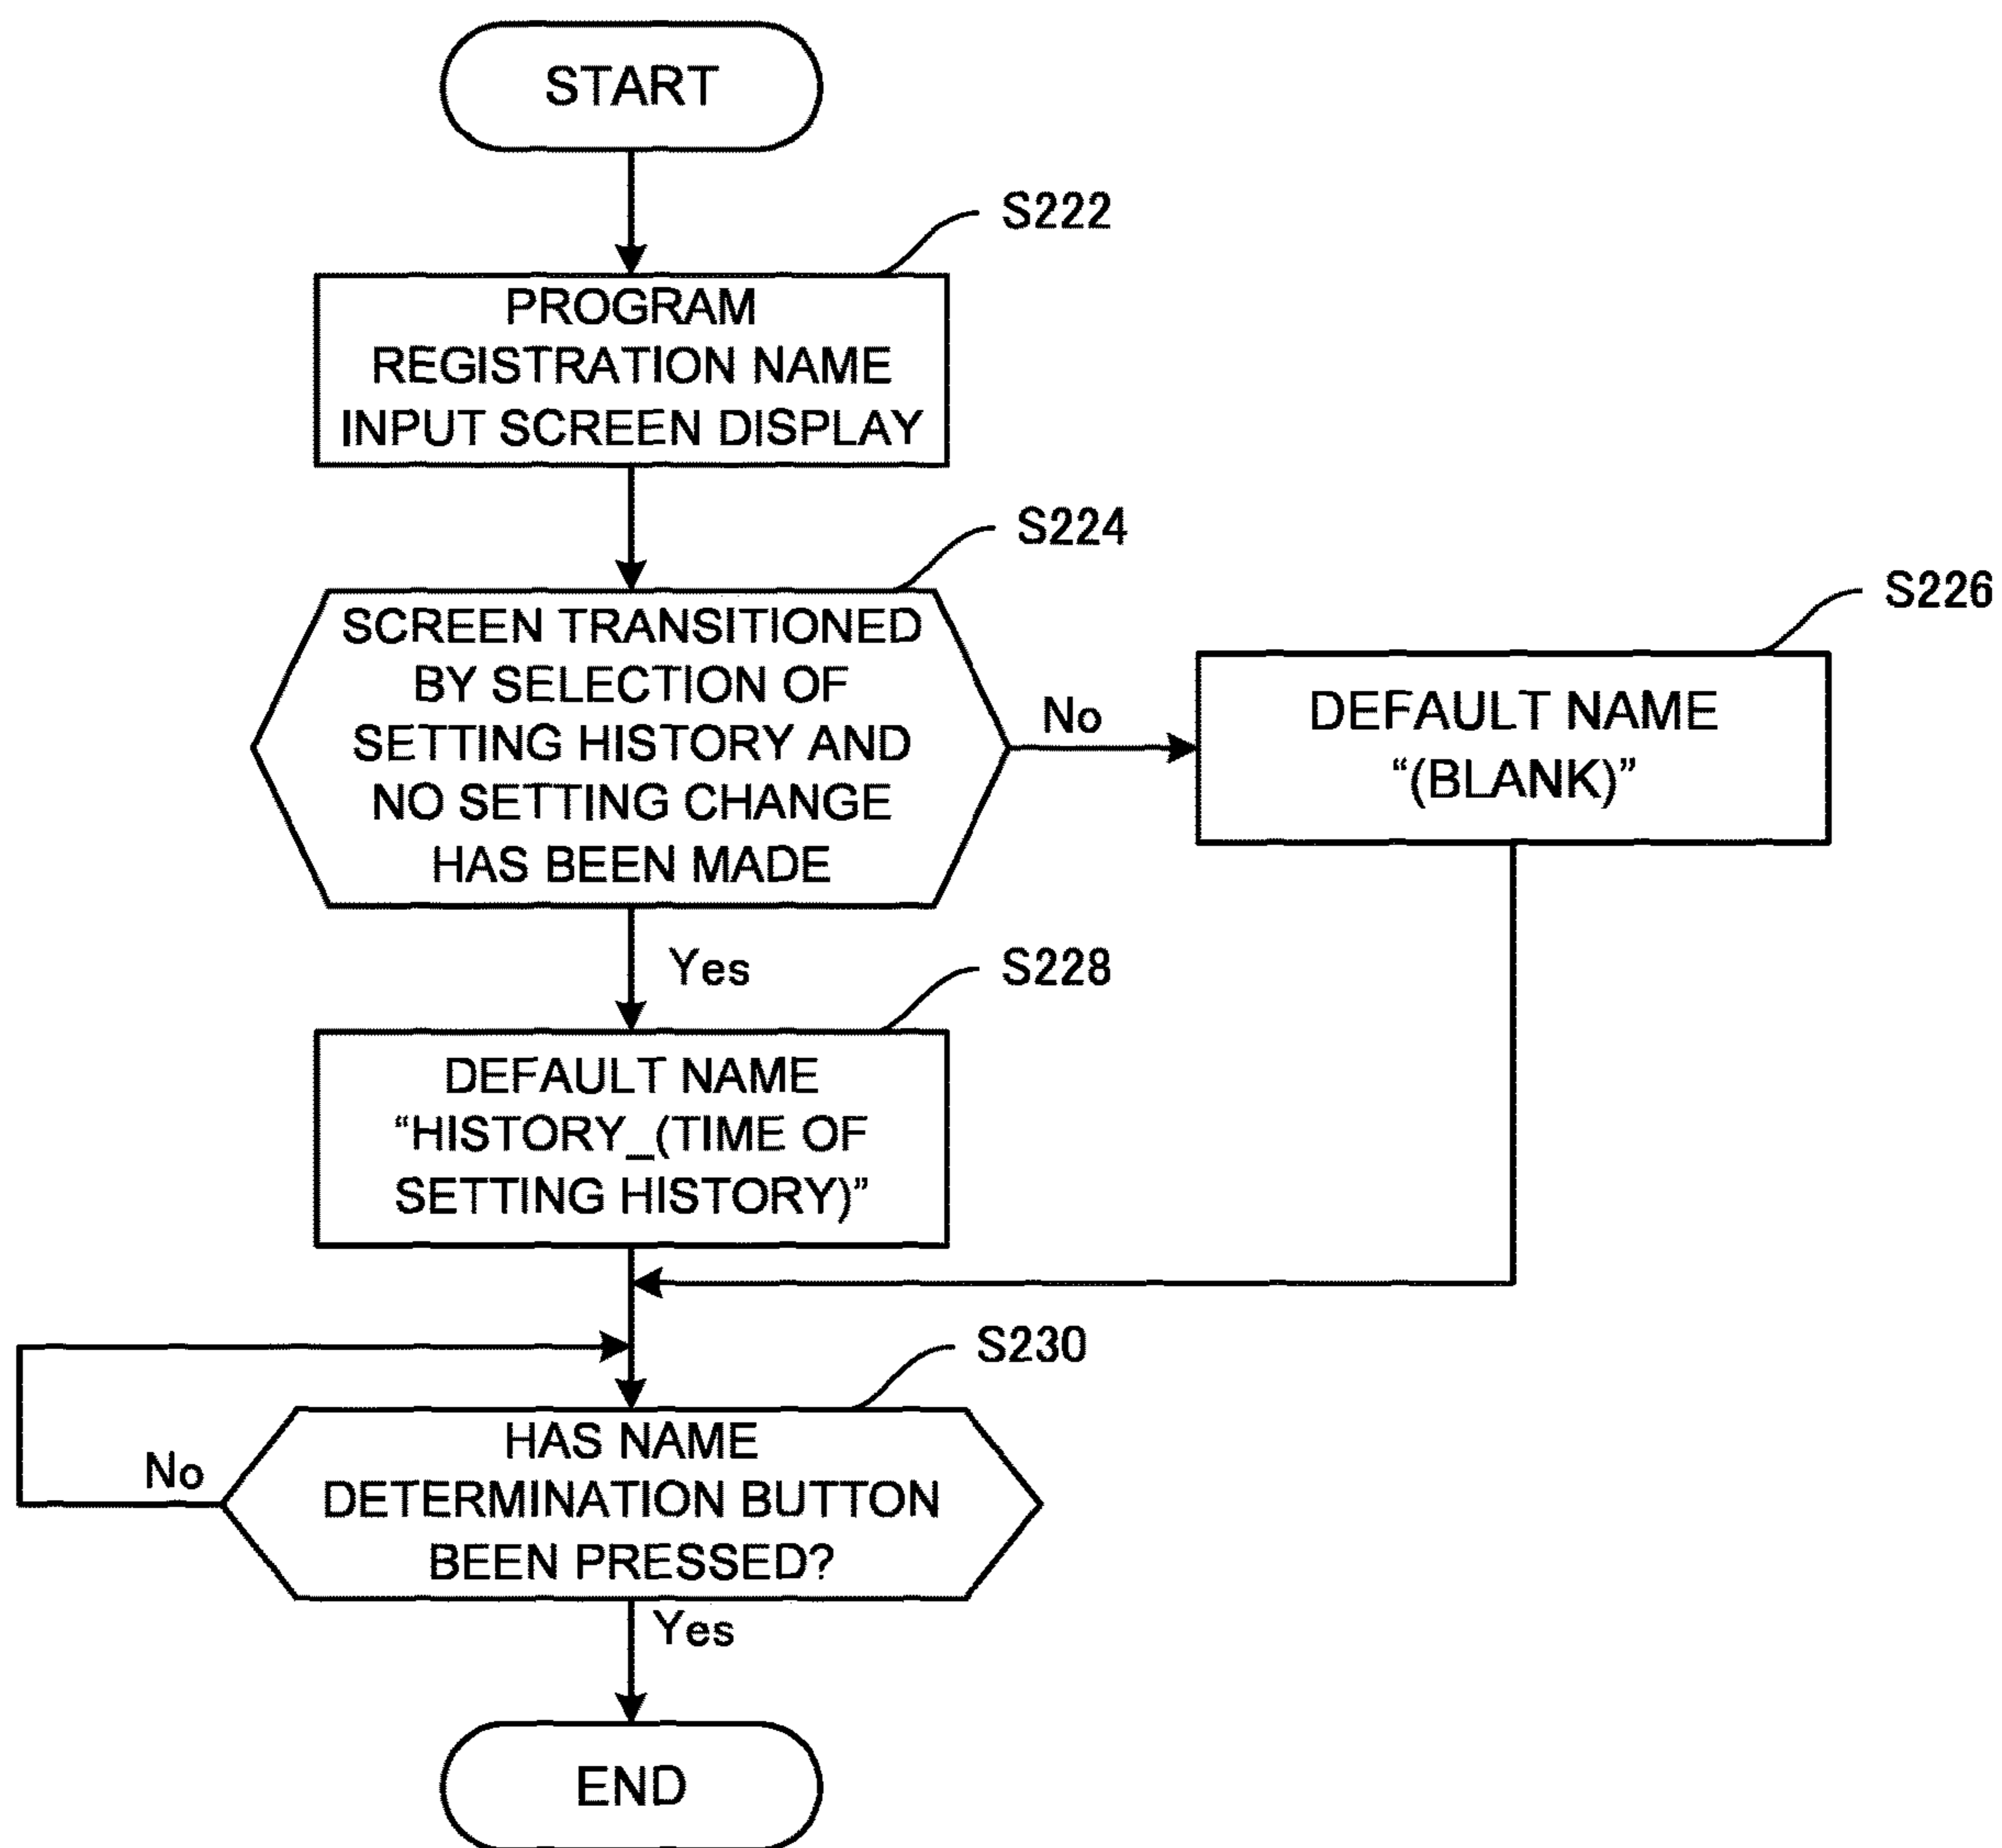 START
S222
PROGRAM
REGISTRATION NAME
INPUT SCREEN DISPLAY
S224
SCREEN TRANSITIONED
BY SELECTION OF
SETTING HISTORY AND
NO SETTING CHANGE
HAS BEEN MADE
No
S226
DEFAULT NAME
“(BLANK)”
Yes
S228
DEFAULT NAME
“HISTORY_(TIME OF
SETTING HISTORY)”
S230
HAS NAME
DETERMINATION BUTTON
BEEN PRESSED?
No
Yes
END